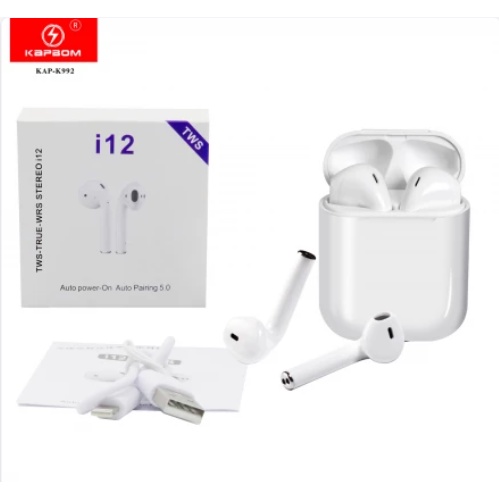 ®
KAPBOM
KAP-K992
i12
TWS
TWS-TRUE-WRS STEREO i12
Auto power-On Auto Pairing 5.0